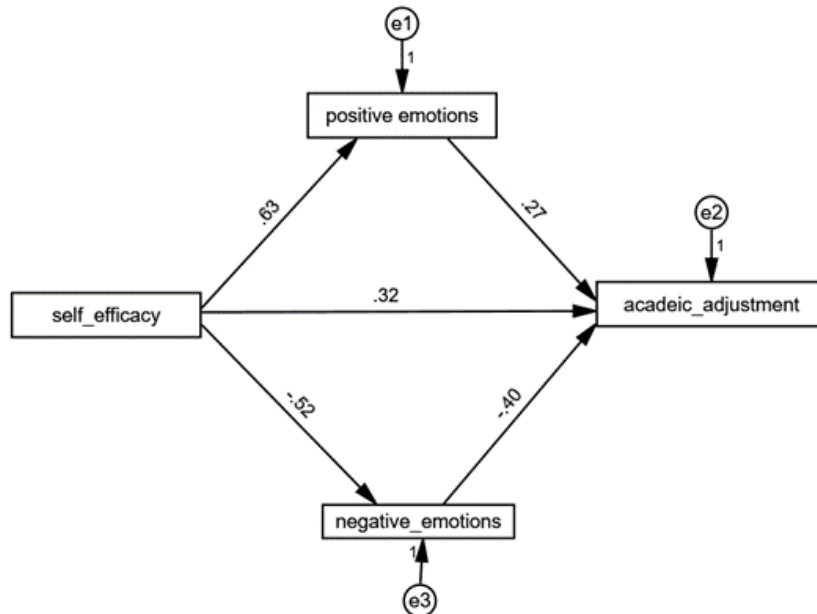 e1
1
positive emotions
.63
.27
e2
1
self_efficacy
.32
acadeic_adjustment
-.52
-.40
negative_emotions
1
e3